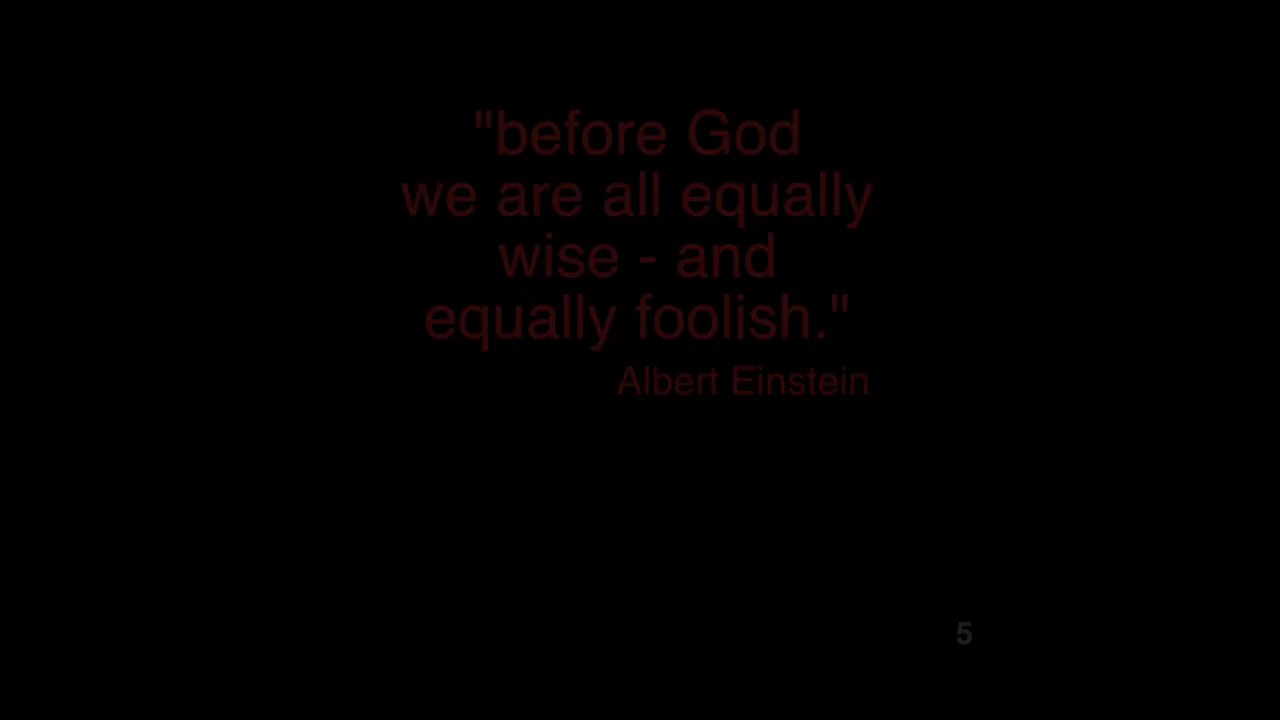 "before God
we are all equally
wise - and
equally foolish."
Albert Einstein
5